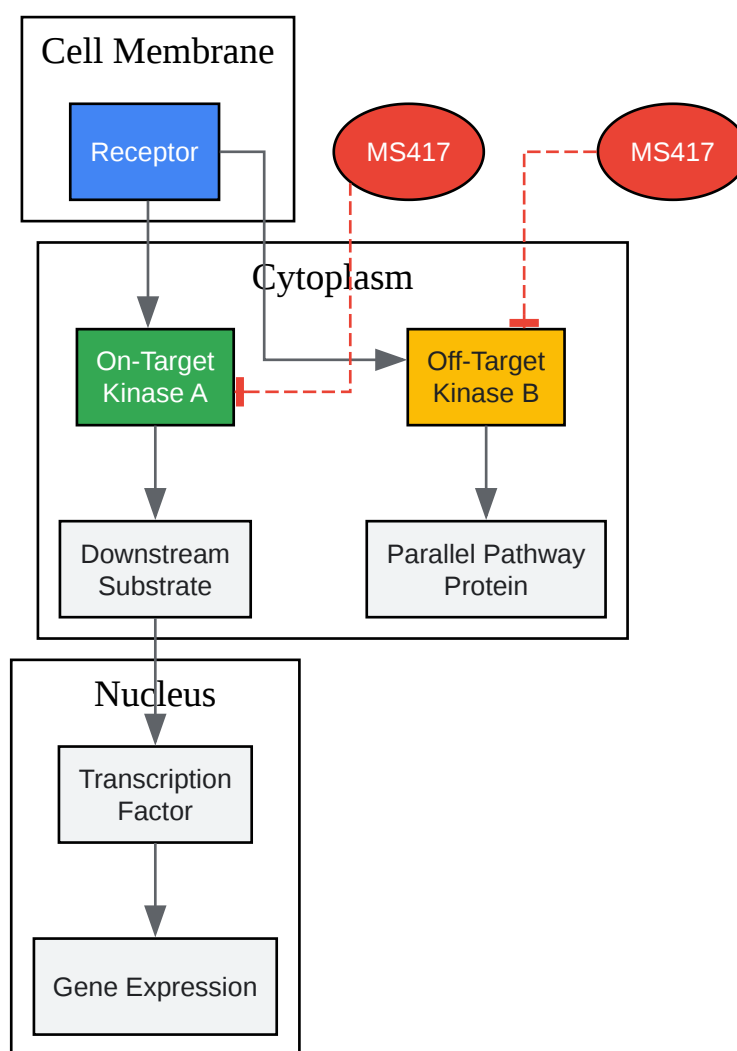 Cell Membrane
Receptor
MS417
MS417
Cytoplasm
On-Target
Kinase A
Off-Target
Kinase B
Downstream
Substrate
Parallel Pathway
Protein
Nucleus
Transcription
Factor
Gene Expression